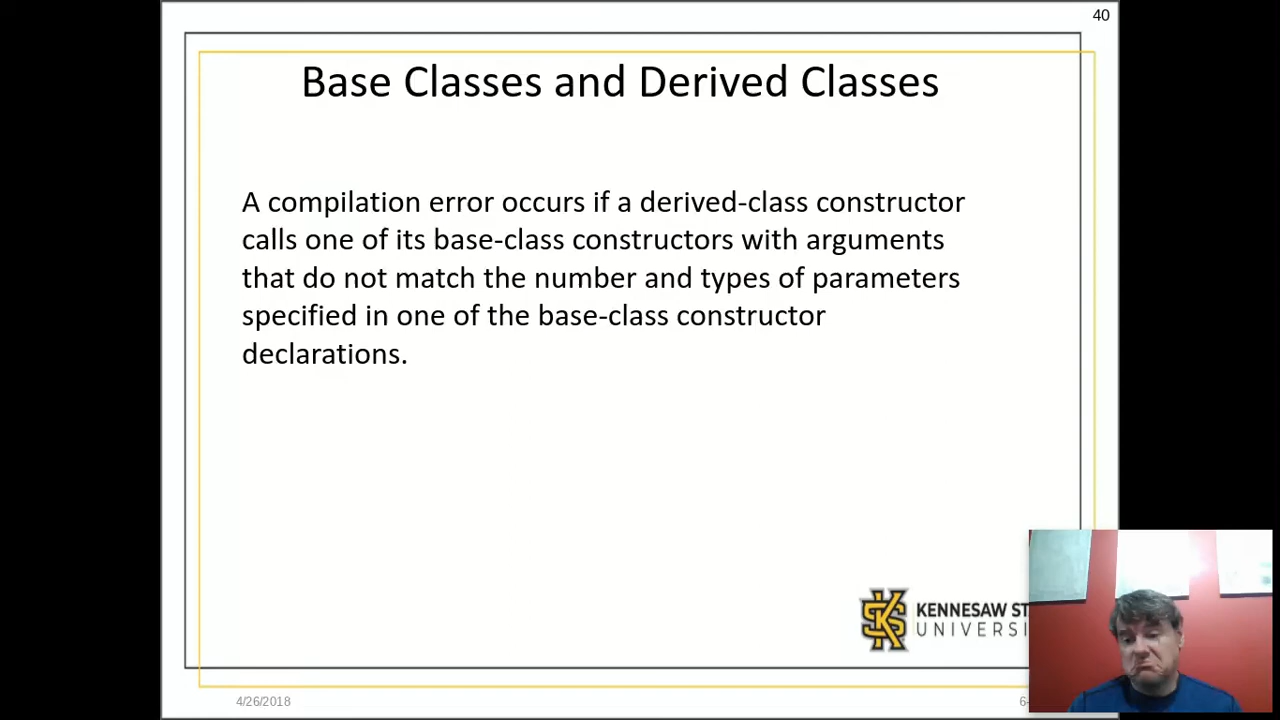 40
Base Classes and Derived Classes
A compilation error occurs if a derived-class constructor
calls one of its base-class constructors with arguments
that do not match the number and types of parameters
specified in one of the base-class constructor
declarations.
KENNESAW
4/26/2018